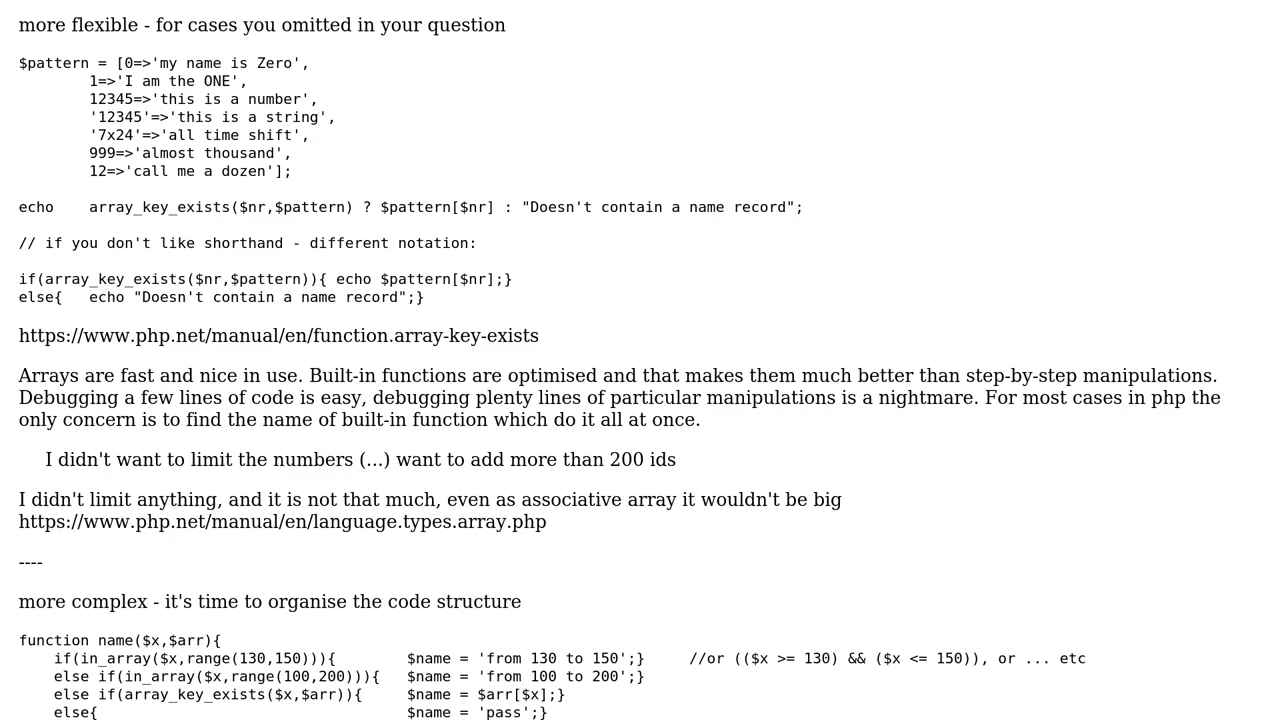 more flexible - for cases you omitted in your question
$pattern = [0=>'my name is Zero',
        1=>'I am the ONE',
        12345=>'this is a number',
        '12345'=>'this is a string',
        '7x24'=>'all time shift',
        999=>'almost thousand',
        12=>'call me a dozen'];
echo    array_key_exists($nr,$pattern) ? $pattern[$nr] : "Doesn't contain a name record";
// if you don't like shorthand - different notation:
if(array_key_exists($nr,$pattern)){ echo $pattern[$nr];}
else{   echo "Doesn't contain a name record";}
https://www.php.net/manual/en/function.array-key-exists
Arrays are fast and nice in use. Built-in functions are optimised and that makes them much better than step-by-step manipulations.
Debugging a few lines of code is easy, debugging plenty lines of particular manipulations is a nightmare. For most cases in php the
only concern is to find the name of built-in function which do it all at once.
I didn't want to limit the numbers (...) want to add more than 200 ids
I didn't limit anything, and it is not that much, even as associative array it wouldn't be big
https://www.php.net/manual/en/language.types.array.php
----
more complex - it's time to organise the code structure
function name($x,$arr){
    if(in_array($x,range(130,150))){        $name = 'from 130 to 150';}     //or (($x >= 130) && ($x <= 150)), or ... etc
    else if(in_array($x,range(100,200))){   $name = 'from 100 to 200';}
    else if(array_key_exists($x,$arr)){     $name = $arr[$x];}
    else{                                   $name = 'pass';}